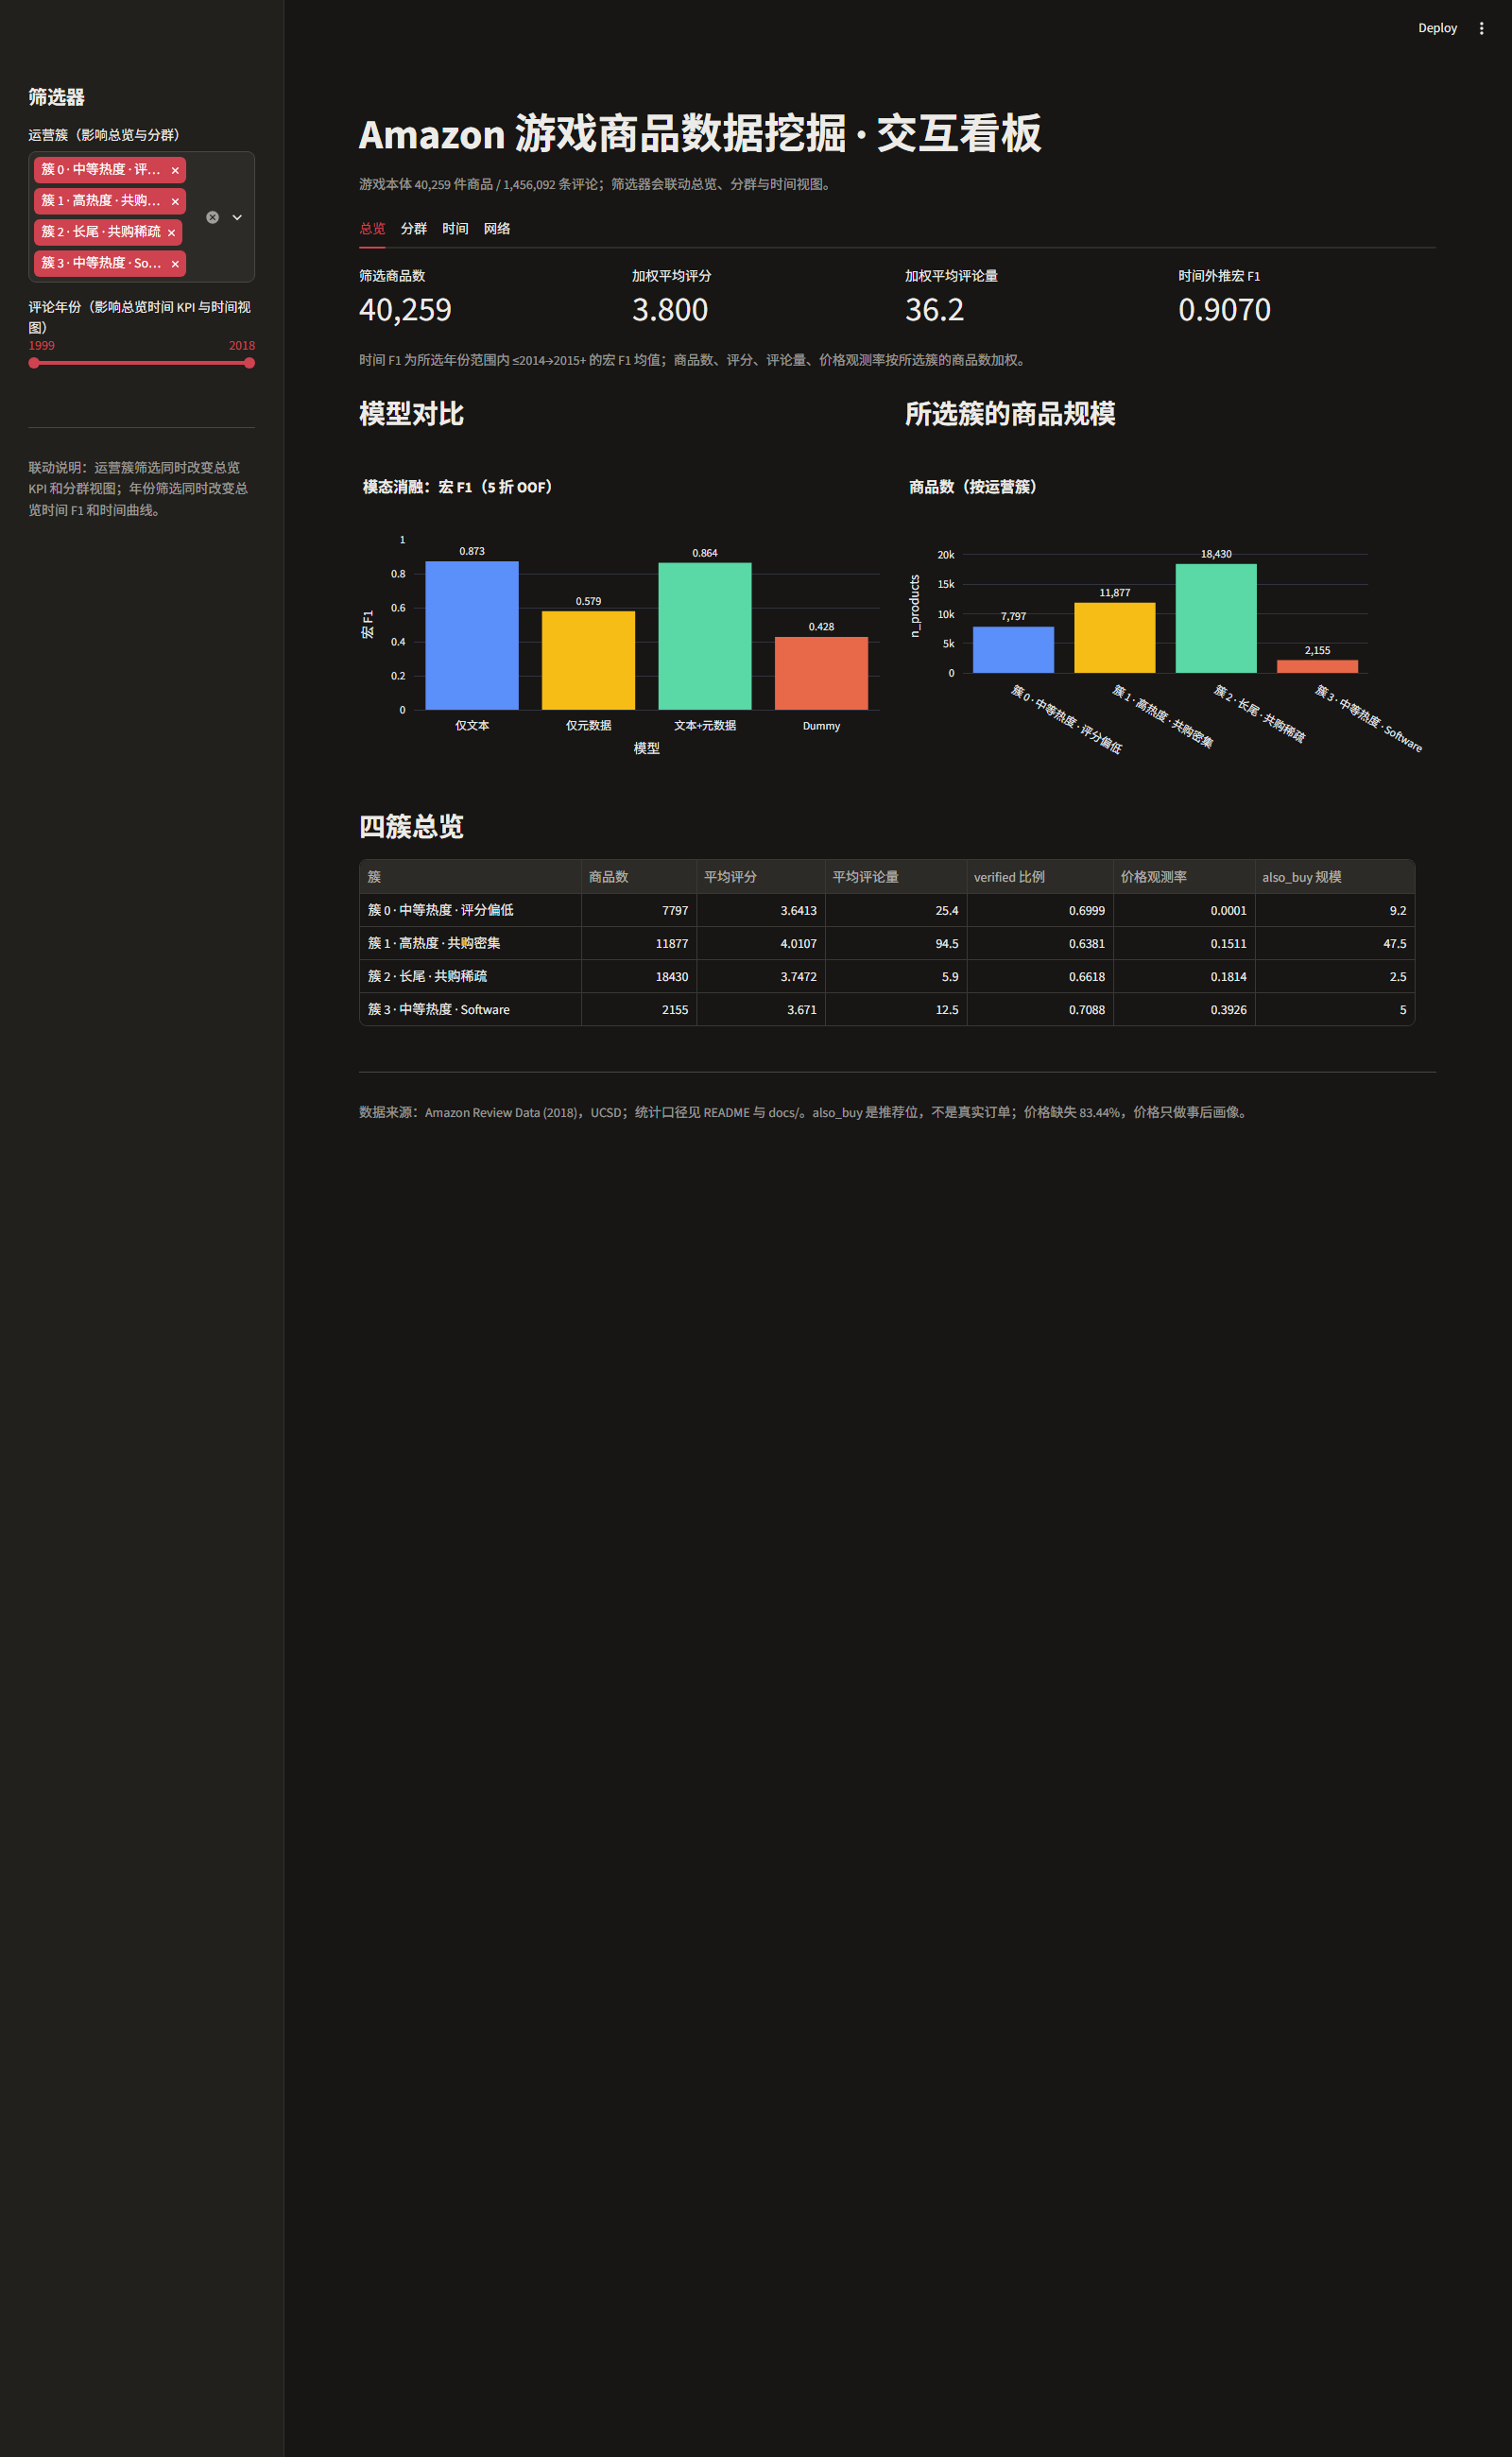 Deploy
筛选器
运营簇（影响总览与分群）
簇 0 · 中等热度 · 评…
簇 1 · 高热度 · 共购…
簇 2 · 长尾 · 共购稀疏
簇 3 · 中等热度 · So…
评论年份（影响总览时间 KPI 与时间视
图）
1999 2018
联动说明：运营簇筛选同时改变总览
KPI 和分群视图；年份筛选同时改变总
览时间 F1 和时间曲线。
Amazon 游戏商品数据挖掘 · 交互看板
游戏本体 40,259 件商品 / 1,456,092 条评论；筛选器会联动总览、分群与时间视图。
总览 分群 时间 网络
筛选商品数 加权平均评分 加权平均评论量 时间外推宏 F1
40,259 3.800 36.2 0.9070
时间 F1 为所选年份范围内 ≤2014→2015+ 的宏 F1 均值；商品数、评分、评论量、价格观测率按所选簇的商品数加权。
模型对比
模态消融：宏 F1（5 折 OOF）
宏 F1
1
0.8
0.6
0.4
0.2
0
0.873 0.579 0.864 0.428
仅文本 仅元数据 文本+元数据 Dummy
模型
所选簇的商品规模
商品数（按运营簇）
n_products
20k
15k
10k
5k
0
7,797 11,877 18,430 2,155
簇 0 · 中等热度 · 评分偏低
簇 1 · 高热度 · 共购密集
簇 2 · 长尾 · 共购稀疏
簇 3 · 中等热度 · Software
四簇总览
簇 商品数 平均评分 平均评论量 verified 比例 价格观测率 also_buy 规模
簇 0 · 中等热度 · 评分偏低 7797 3.6413 25.4 0.6999 0.0001 9.2
簇 1 · 高热度 · 共购密集 11877 4.0107 94.5 0.6381 0.1511 47.5
簇 2 · 长尾 · 共购稀疏 18430 3.7472 5.9 0.6618 0.1814 2.5
簇 3 · 中等热度 · Software 2155 3.671 12.5 0.7088 0.3926 5
数据来源：Amazon Review Data (2018)，UCSD；统计口径见 README 与 docs/。also_buy 是推荐位，不是真实订单；价格缺失 83.44%，价格只做事后画像。